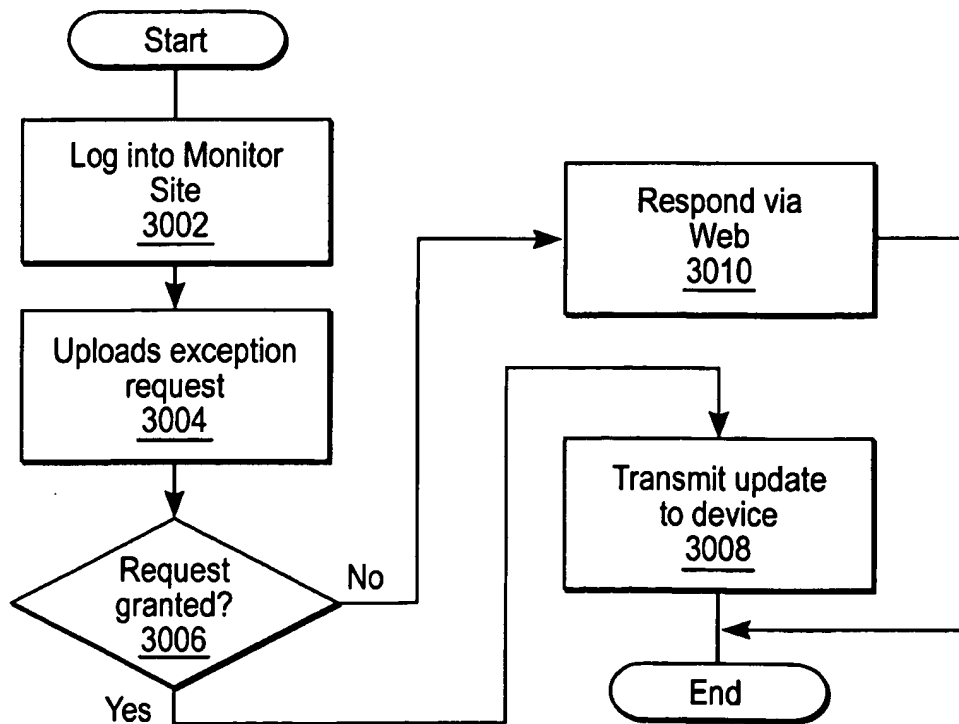 Start
Log into Monitor
Site
3002
Uploads exception
request
3004
Request
granted?
3006
No
Yes
Respond via
Web
3010
Transmit update
to device
3008
End